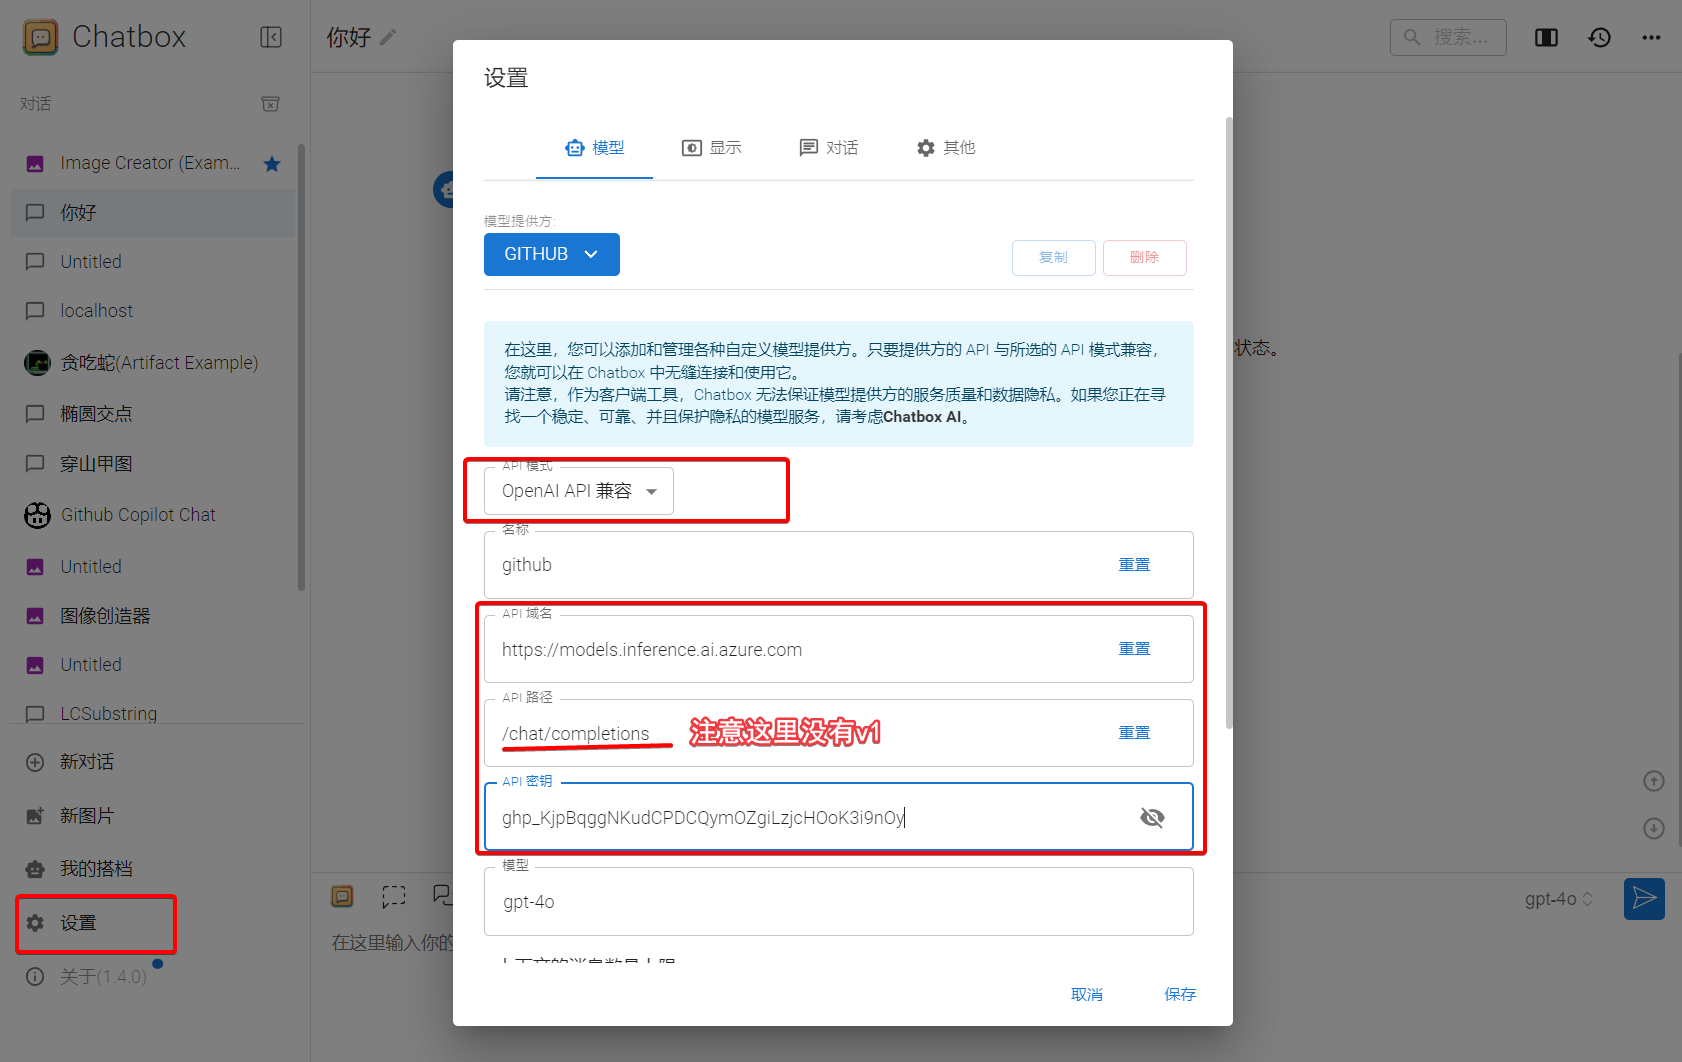 Chatbox
对话
Image Creator (Exam...
你好
Untitled
localhost
贪吃蛇(Artifact Example)
椭圆交点
穿山甲图
Github Copilot Chat
Untitled
图像创造器
Untitled
LCSubstring
新对话
新图片
我的搭档
设置
关于(1.4.0)
你好
搜索...
状态。
设置
模型
显示
对话
其他
模型提供方:
GITHUB
复制
删除
在这里，您可以添加和管理各种自定义模型提供方。只要提供方的 API 与所选的 API 模式兼容，
您就可以在 Chatbox 中无缝连接和使用它。
请注意，作为客户端工具，Chatbox 无法保证模型提供方的服务质量和数据隐私。如果您正在寻
找一个稳定、可靠、并且保护隐私的模型服务，请考虑Chatbox AI。
API 模式
OpenAI API 兼容
名称
github
重置
API 域名
https://models.inference.ai.azure.com
重置
API 路径
/chat/completions
注意这里没有v1
重置
API 密钥
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
模型
gpt-4o
上下文的消息数量上限
取消
保存
在这里输入你的
gpt-4o